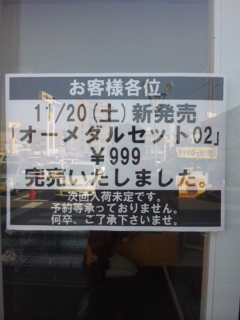 お客様各位
11/20(土)新発売
｢オーメダルセット02｣
￥999
完売いたしました。
次回入荷未定です。
予約等承っておりません。
何卒、ご了承下さいませ。